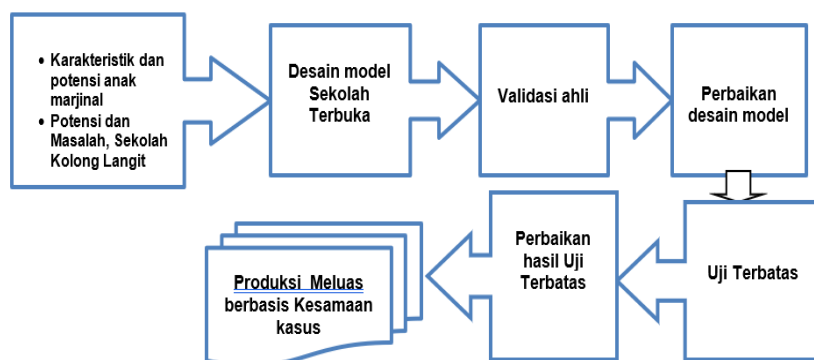 • Karakteristik dan
potensi anak
marjinal
• Potensi dan
Masalah, Sekolah
Kolong Langit
Desain model
Sekolah
Terbuka
Validasi ahli
Perbaikan
desain model
Uji Terbatas
Perbaikan
hasil Uji
Terbatas
Produksi Meluas
berbasis Kesamaan
kasus